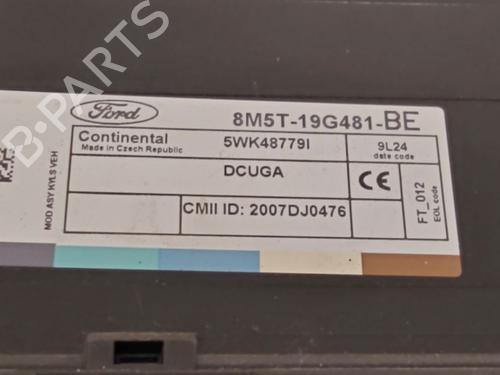 Ford
8M5T-19G481-BE
Continental
Made in Czech Republic
5WK48779I
9L24
date code
DCUGA
CE
FT_012
EOL code
CMII ID: 2007DJ0476
MOD ASY KYLS VEH
B-PARTS
B-PARTS